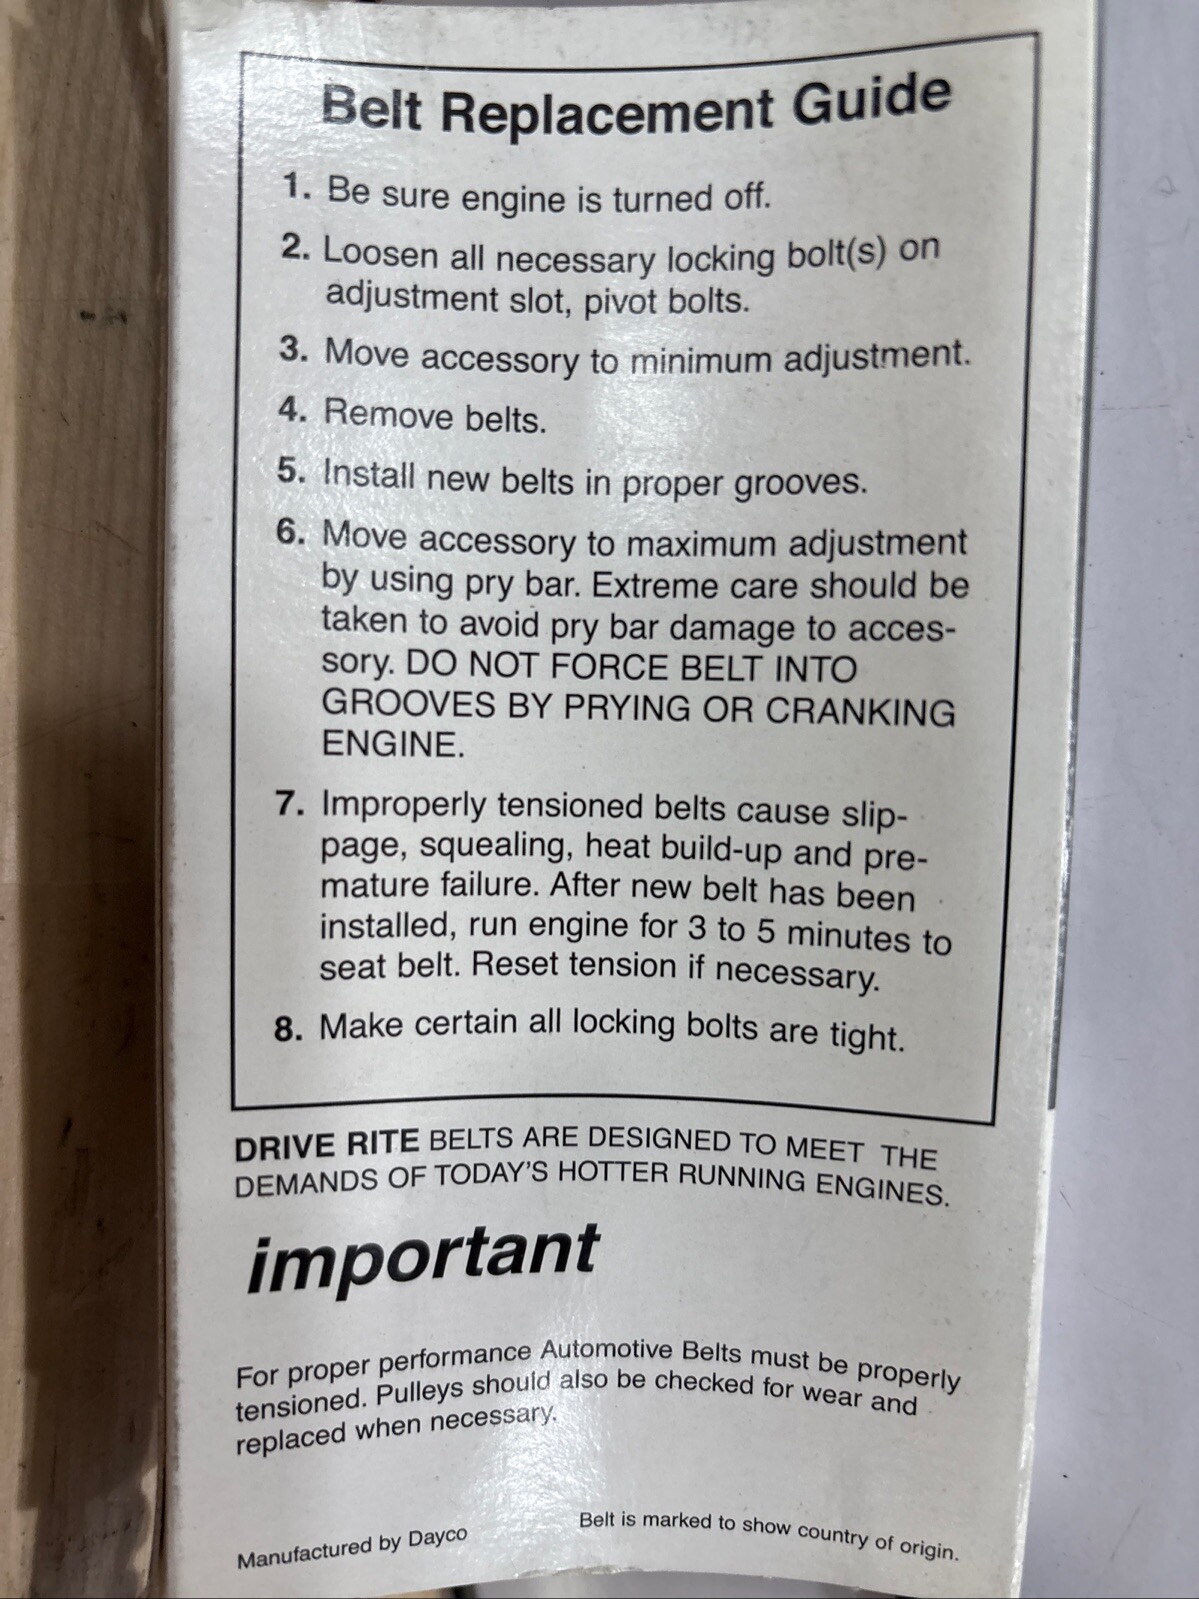 Belt Replacement Guide
1. Be sure engine is turned off.
2. Loosen all necessary locking bolt(s) on
adjustment slot, pivot bolts.
3. Move accessory to minimum adjustment.
4. Remove belts.
5. Install new belts in proper grooves.
6. Move accessory to maximum adjustment
by using pry bar. Extreme care should be
taken to avoid pry bar damage to acces-
sory. DO NOT FORCE BELT INTO
GROOVES BY PRYING OR CRANKING
ENGINE.
7. Improperly tensioned belts cause slip-
page, squealing, heat build-up and pre-
mature failure. After new belt has been
installed, run engine for 3 to 5 minutes to
seat belt. Reset tension if necessary.
8. Make certain all locking bolts are tight.
DRIVE RITE BELTS ARE DESIGNED TO MEET THE
DEMANDS OF TODAY'S HOTTER RUNNING ENGINES.
important
For proper performance Automotive Belts must be properly
tensioned. Pulleys should also be checked for wear and
replaced when necessary.
Manufactured by Dayco
Belt is marked to show country of origin.